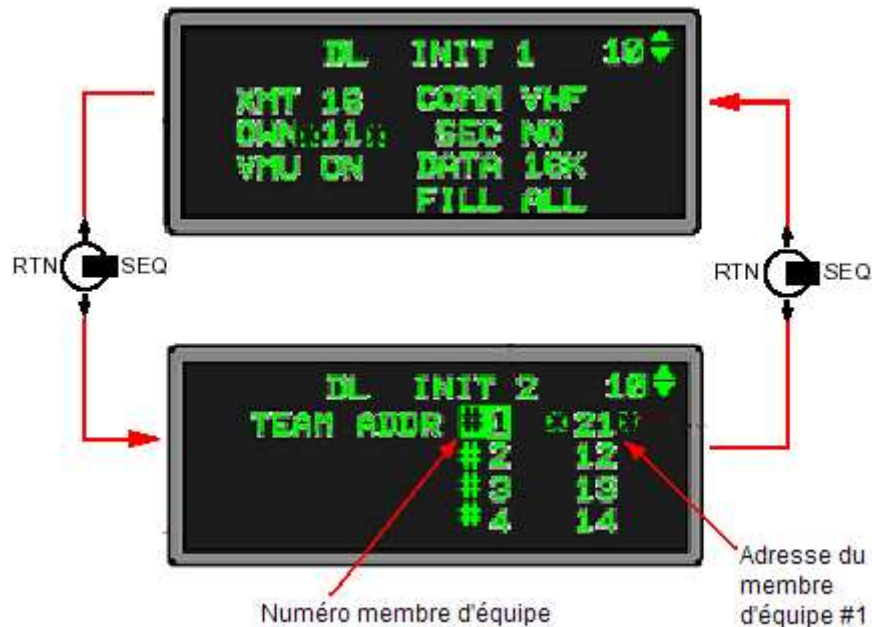 DL INIT 1 10
XMT 16 COMM VHF
OWN *11* SEC NO
VMU ON DATA 16K
FILL ALL
RTN SEQ
RTN SEQ
DL INIT 2 10
TEAM ADDR #1 *21*
#2 12
#3 13
#4 14
Numéro membre d'équipe
Adresse du
membre
d'équipe #1